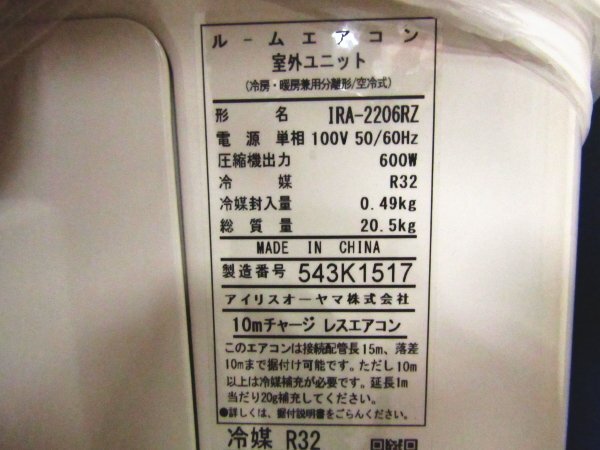 ルームエアコン
室外ユニット
(冷房・暖房兼用分離形/空冷式)
形 名 IRA-2206RZ
電源 単相 100V 50/60Hz
圧縮機出力 600W
冷 媒 R32
冷媒封入量 0.49kg
総質量 20.5kg
MADE IN CHINA
製造番号 543K1517
アイリスオーヤマ株式会社
10mチャージレスエアコン
このエアコンは接続配管長15m、落差
10mまで据付け可能です。ただし10m
以上は冷媒補充が必要です。延長1m
当たり20g補充してください。
●詳しくは、据付説明書をごらんください。
冷媒 R32